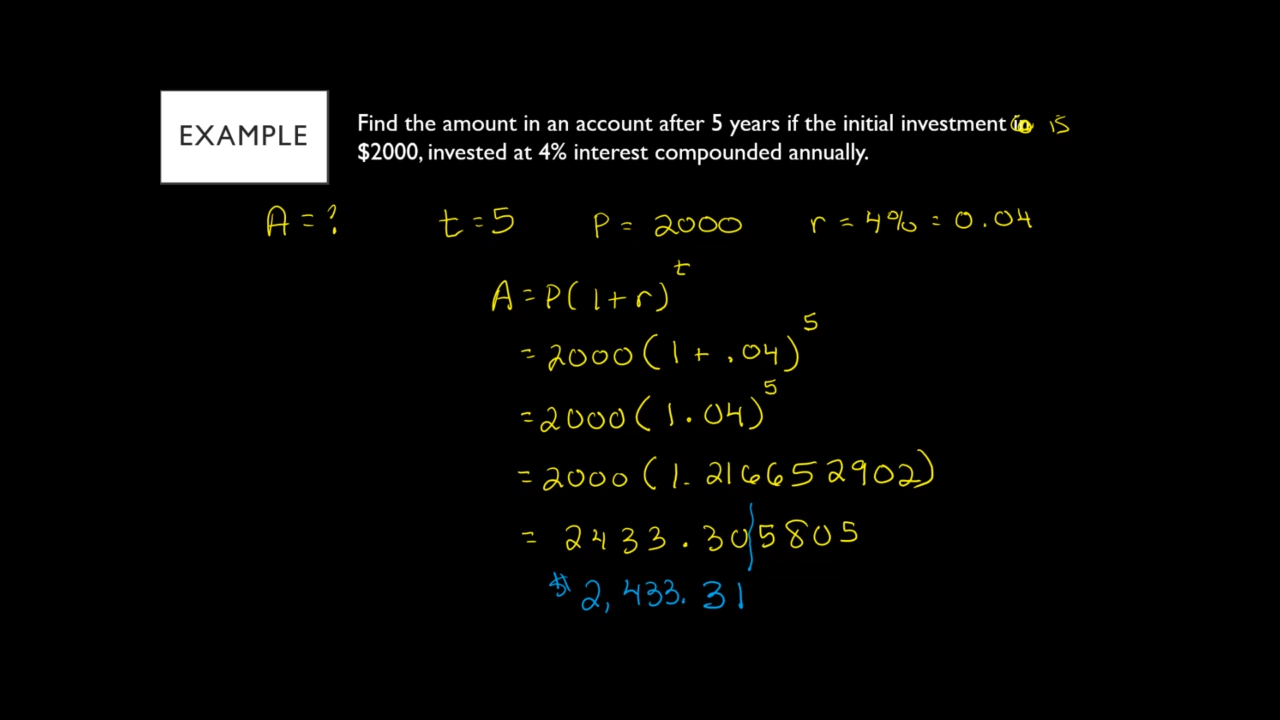 EXAMPLE
Find the amount in an account after 5 years if the initial investment is
$2000, invested at 4% interest compounded annually.
A = ? t = 5 P = 2000 r = 4% = 0.04
A = P(1 + r)^t
= 2000(1 + .04)^5
= 2000(1.04)^5
= 2000(1.216652902)
= 2433.305805
$2,433.31